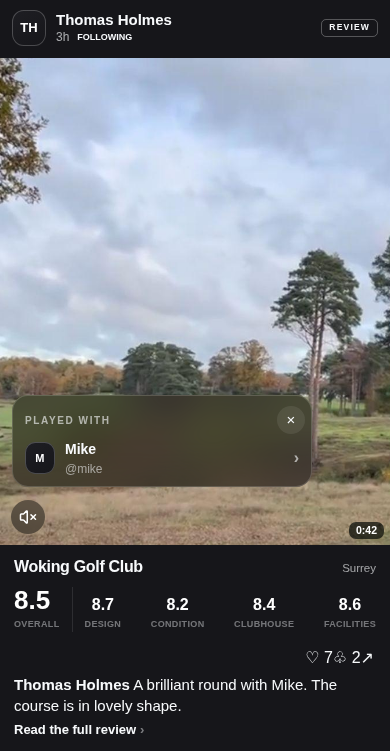 TH
Thomas Holmes
3h FOLLOWING
REVIEW
PLAYED WITH
×
M
Mike
@mike
›
0:42
Woking Golf Club
Surrey
8.5
OVERALL
8.7
DESIGN
8.2
CONDITION
8.4
CLUBHOUSE
8.6
FACILITIES
♡ 7♧ 2↗
Thomas Holmes A brilliant round with Mike. The
course is in lovely shape.
Read the full review ›